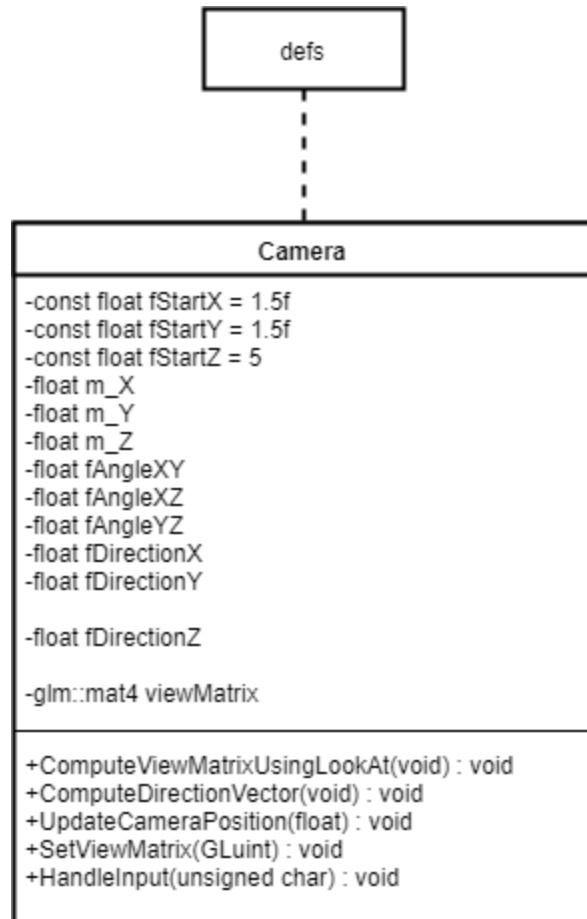 defs
Camera
-const float fStartX = 1.5f
-const float fStartY = 1.5f
-const float fStartZ = 5
-float m_X
-float m_Y
-float m_Z
-float fAngleXY
-float fAngleXZ
-float fAngleYZ
-float fDirectionX
-float fDirectionY
-float fDirectionZ
-glm::mat4 viewMatrix
+ComputeViewMatrixUsingLookAt(void) : void
+ComputeDirectionVector(void) : void
+UpdateCameraPosition(float) : void
+SetViewMatrix(GLuint) : void
+HandleInput(unsigned char) : void